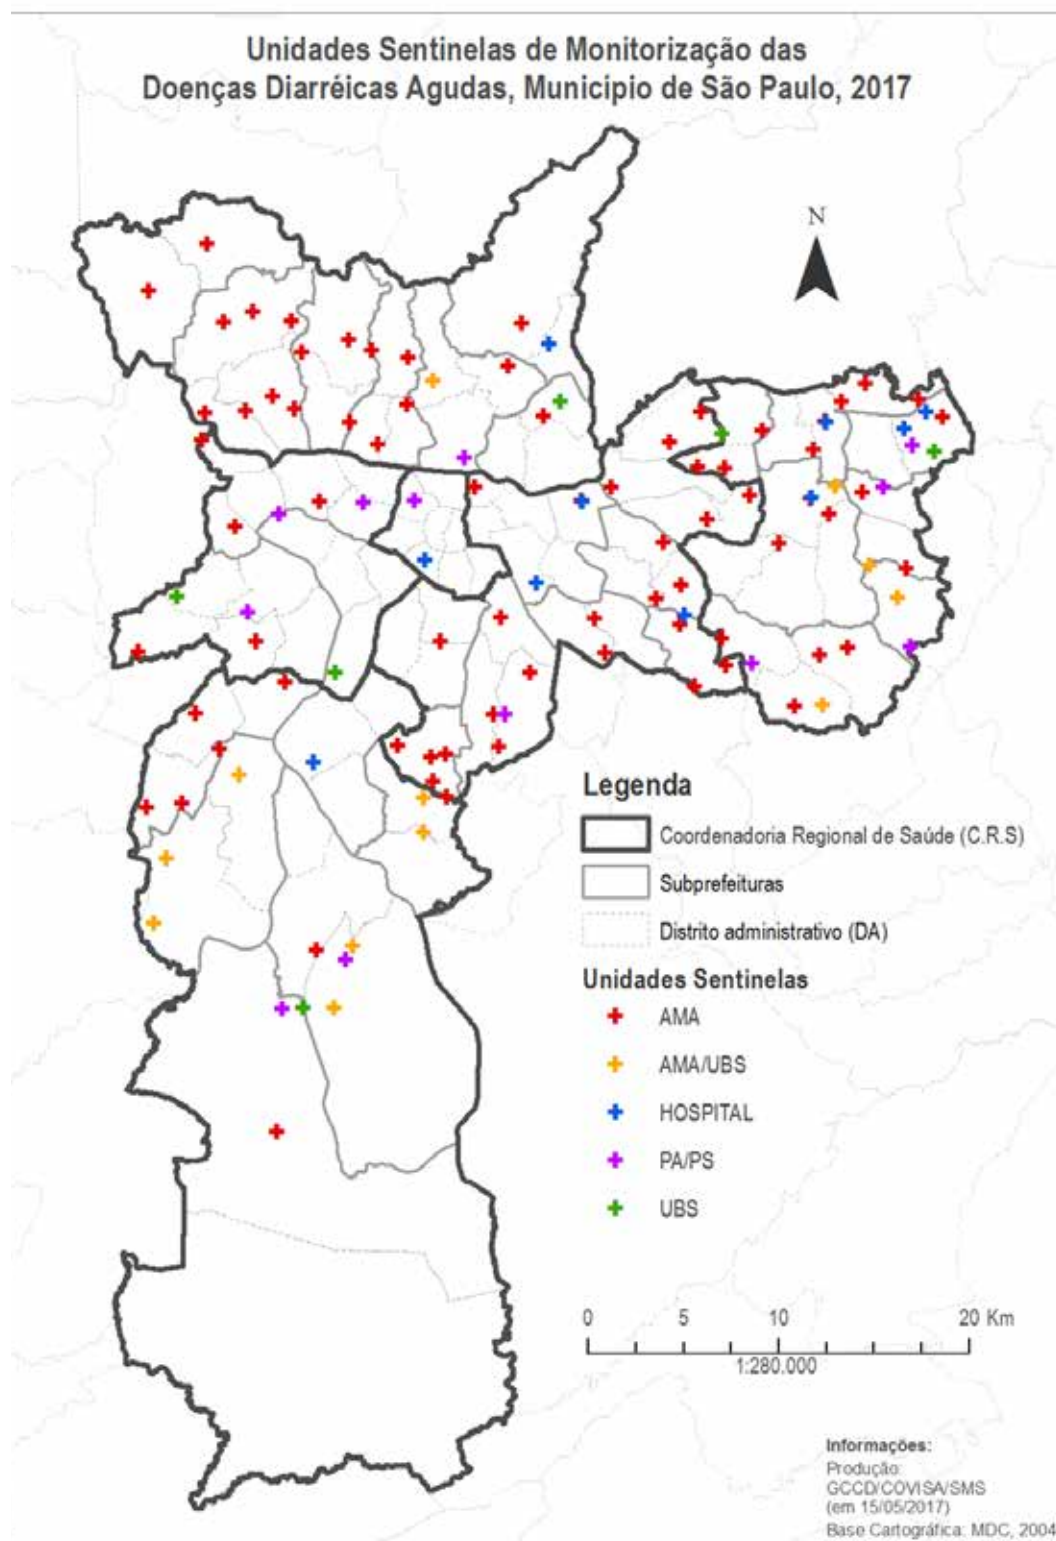 Unidades Sentinelas de Monitorização das
Doenças Diarréicas Agudas, Municipio de São Paulo, 2017
N
Legenda
Coordenadoria Regional de Saúde (C.R.S)
Subprefeituras
Distrito administrativo (DA)
Unidades Sentinelas
AMA
AMA/UBS
HOSPITAL
PA/PS
UBS
0 5 10 20 Km
1:280.000
Informações:
Produção:
GCCD/COVISA/SMS
(em 15/05/2017)
Base Cartográfica: MDC, 2004